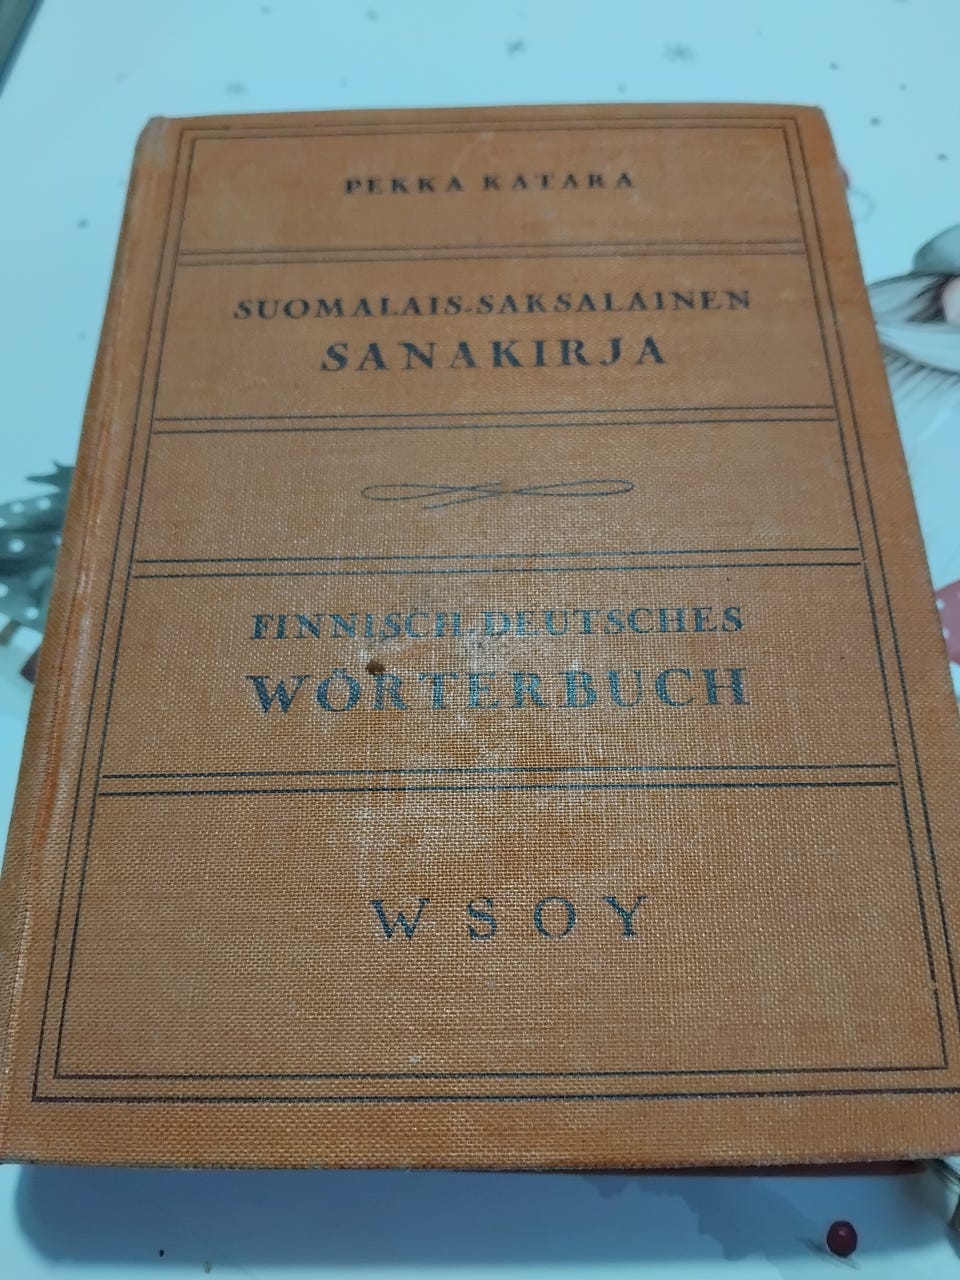 PEKKA KATARA
SUOMALAIS-SAKSALAINEN
SANAKIRJA
FINNISCH-DEUTSCHES
WÖRTERBUCH
WSOY